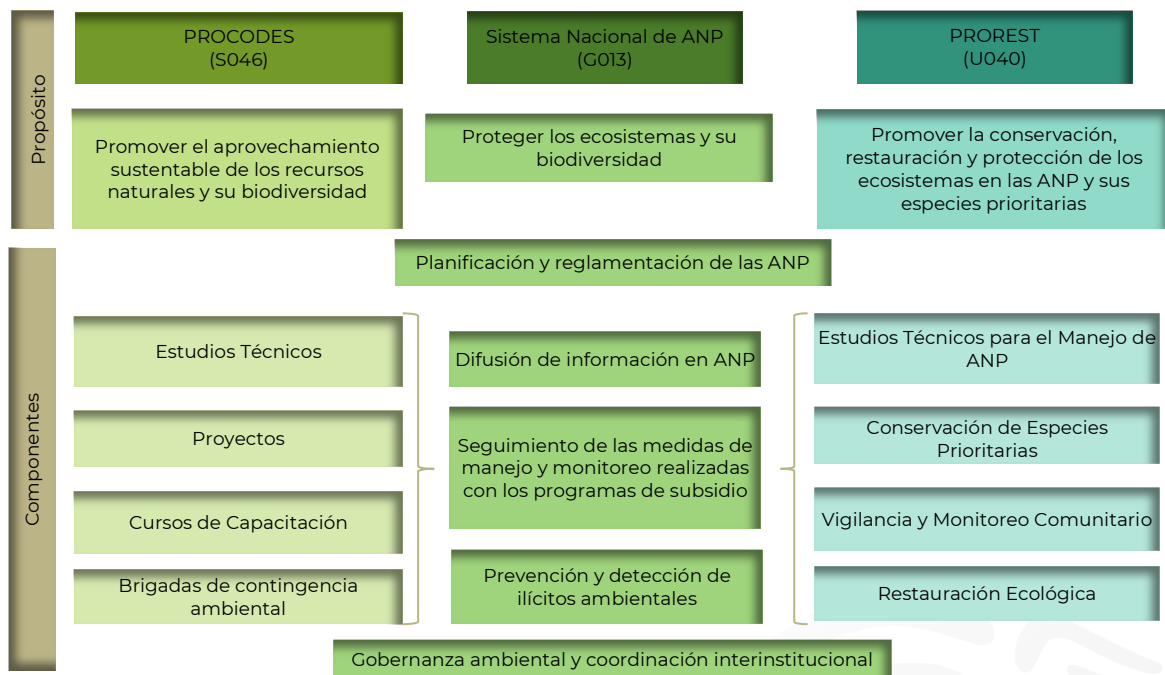 PROCODES
(S046)
Sistema Nacional de ANP
(G013)
PROREST
(U040)
Propósito
Promover el aprovechamiento
sustentable de los recursos
naturales y su biodiversidad
Proteger los ecosistemas y su
biodiversidad
Promover la conservación,
restauración y protección de los
ecosistemas en las ANP y sus
especies prioritarias
Componentes
Planificación y reglamentación de las ANP
Estudios Técnicos
Proyectos
Cursos de Capacitación
Brigadas de contingencia
ambiental
Difusión de información en ANP
Seguimiento de las medidas de
manejo y monitoreo realizadas
con los programas de subsidio
Prevención y detección de
ilícitos ambientales
Estudios Técnicos para el Manejo de
ANP
Conservación de Especies
Prioritarias
Vigilancia y Monitoreo Comunitario
Restauración Ecológica
Gobernanza ambiental y coordinación interinstitucional